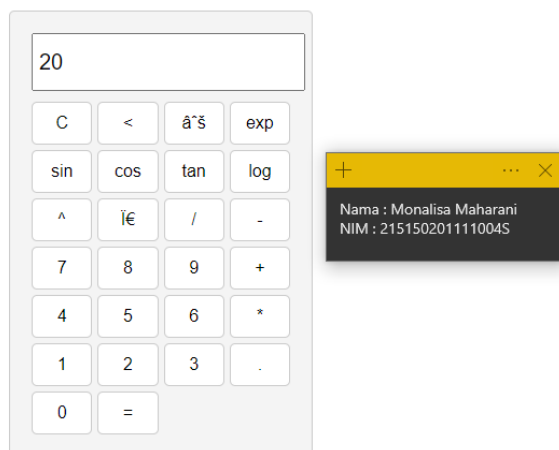 20
C < âˆš exp
sin cos tan log
^ Ï€ / -
7 8 9 +
4 5 6 *
1 2 3 .
0 =
Nama : Monalisa Maharani
NIM : 215150201111004S